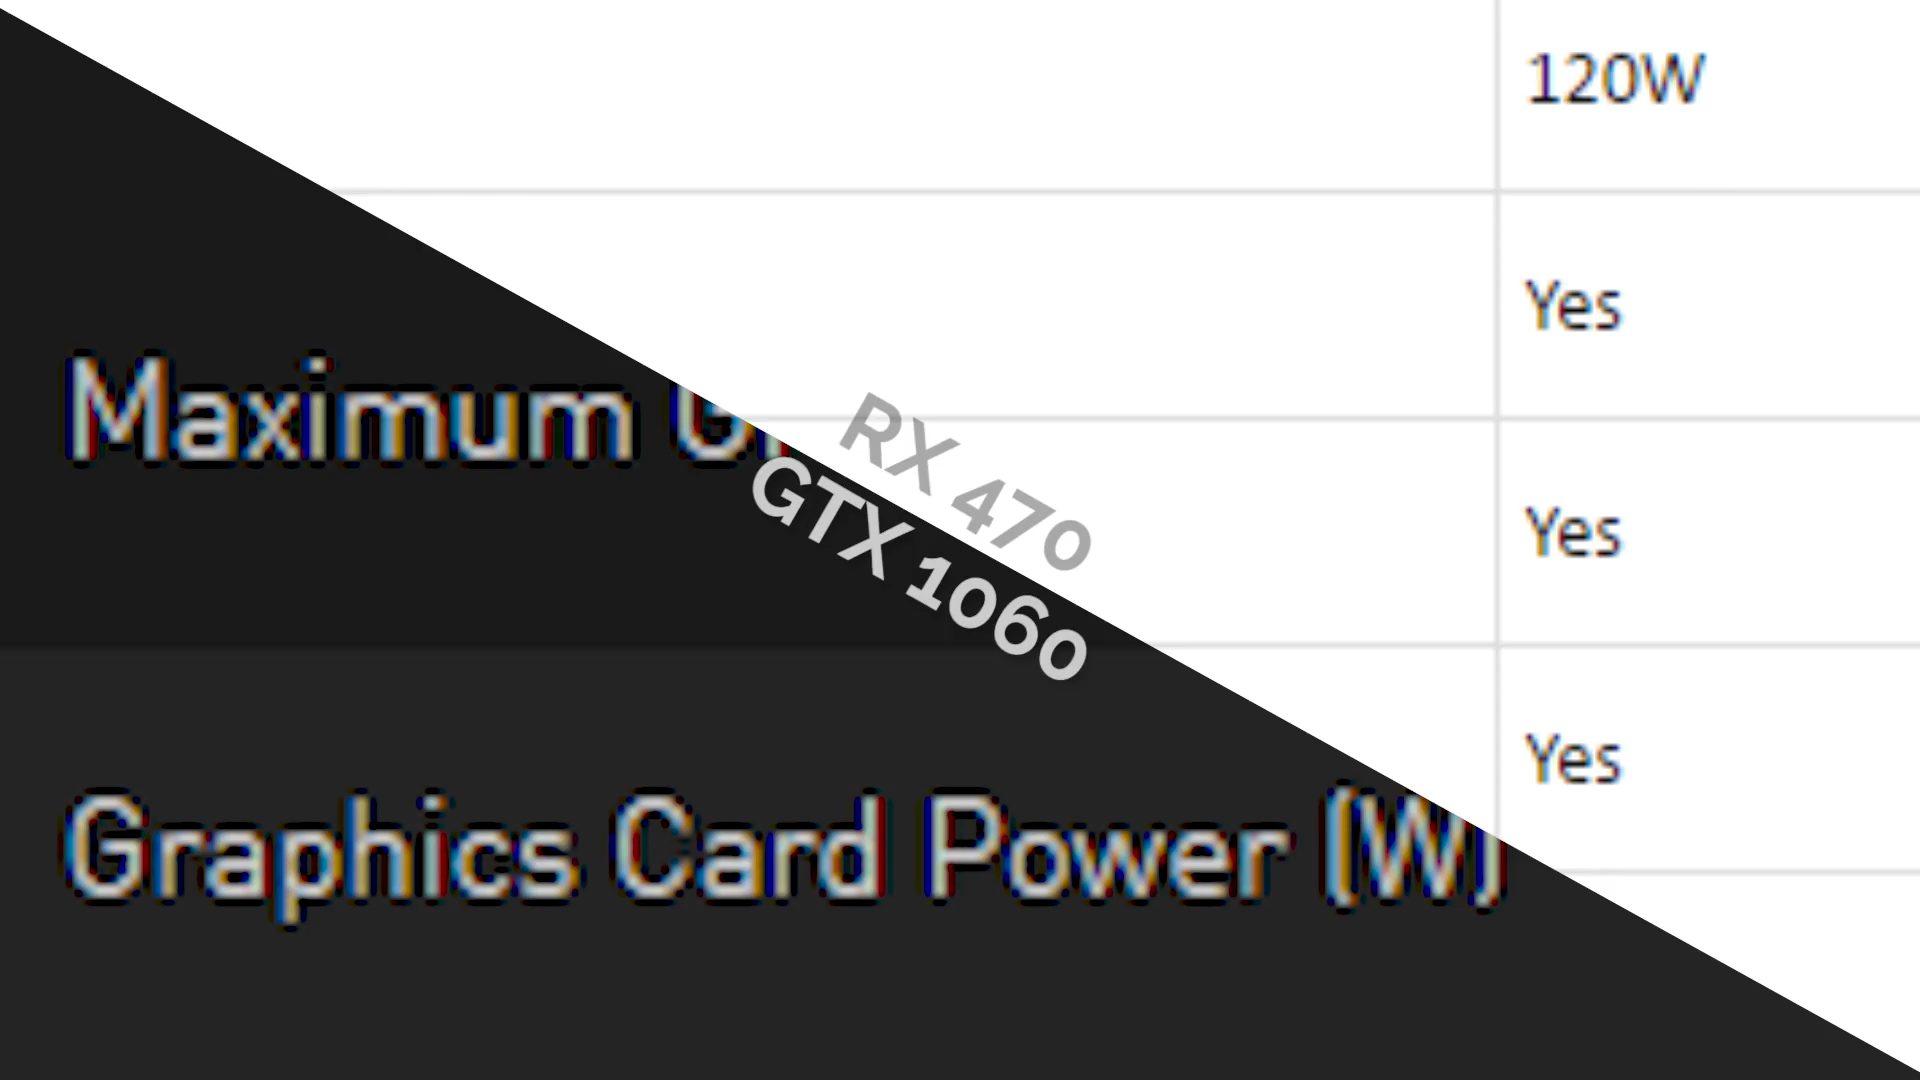 120W
Yes
Maximum
RX 470
GTX 1060
Yes
Yes
Graphics Card Power (W)